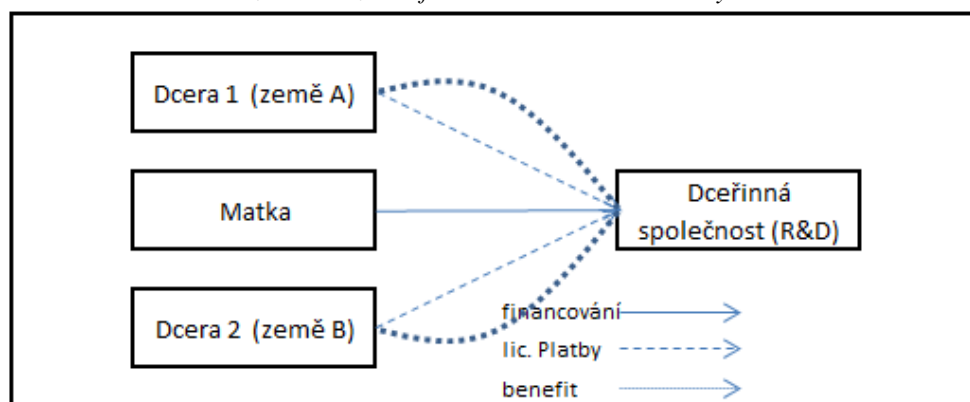 Dcera 1 (země A)
Matka
Dceřinná
společnost (R&D)
Dcera 2 (země B)
financování
lic. Platby
benefit